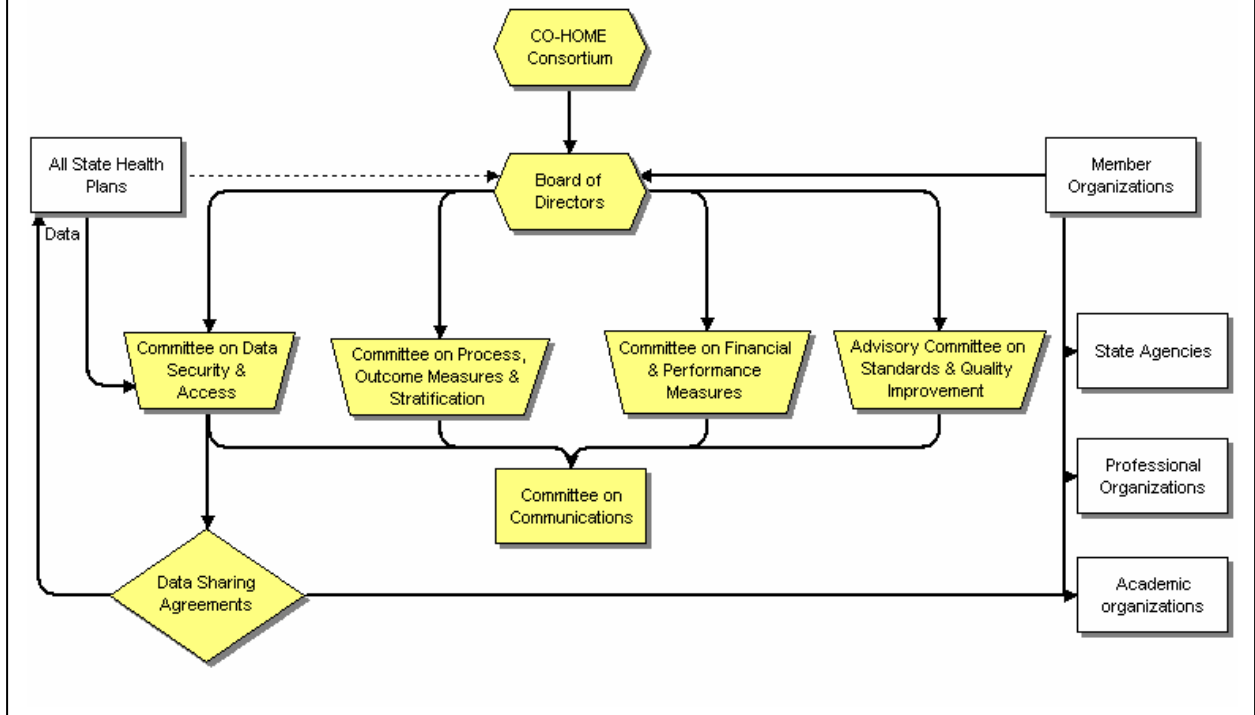 CO-HOME
Consortium
All State Health
Plans
Board of
Directors
Member
Organizations
Data
Committee on Data
Security &
Access
Committee on Process,
Outcome Measures &
Stratification
Committee on Financial
& Performance
Measures
Advisory Committee on
Standards & Quality
Improvement
State Agencies
Professional
Organizations
Committee on
Communications
Data Sharing
Agreements
Academic
organizations